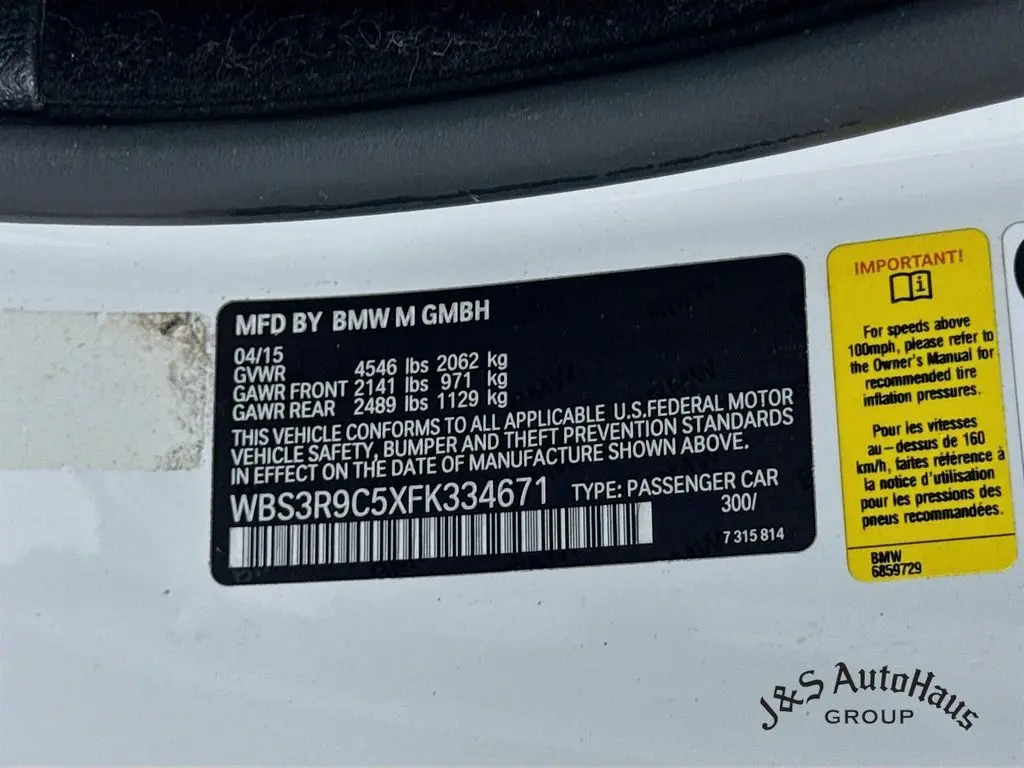 MFD BY BMW M GMBH
04/15
GVWR 4546 lbs 2062 kg
GAWR FRONT 2141 lbs 971 kg
GAWR REAR 2489 lbs 1129 kg
THIS VEHICLE CONFORMS TO ALL APPLICABLE U.S.FEDERAL MOTOR
VEHICLE SAFETY, BUMPER AND THEFT PREVENTION STANDARDS
IN EFFECT ON THE DATE OF MANUFACTURE SHOWN ABOVE.
WBS3R9C5XFK334671 TYPE: PASSENGER CAR
300/
7 315 814
IMPORTANT!
For speeds above
100mph, please refer to
the Owner's Manual for
recommended tire
inflation pressures.
Pour les vitesses
au-dessus de 160
km/h, faites référence à
la notice d'utilisation
pour les pressions des
pneus recommandées.
BMW
6859729
J&S AutoHaus
GROUP